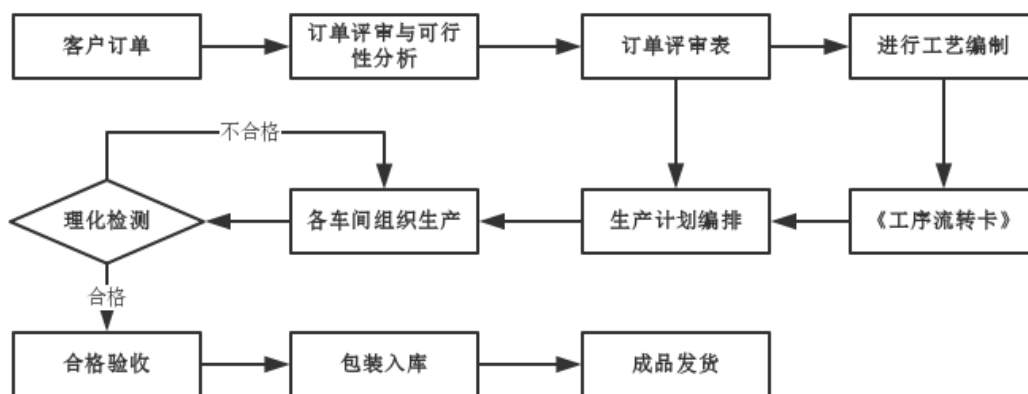 客户订单
订单评审与可行
性分析
订单评审表
进行工艺编制
不合格
理化检测
各车间组织生产
生产计划编排
《工序流转卡》
合格
合格验收
包装入库
成品发货